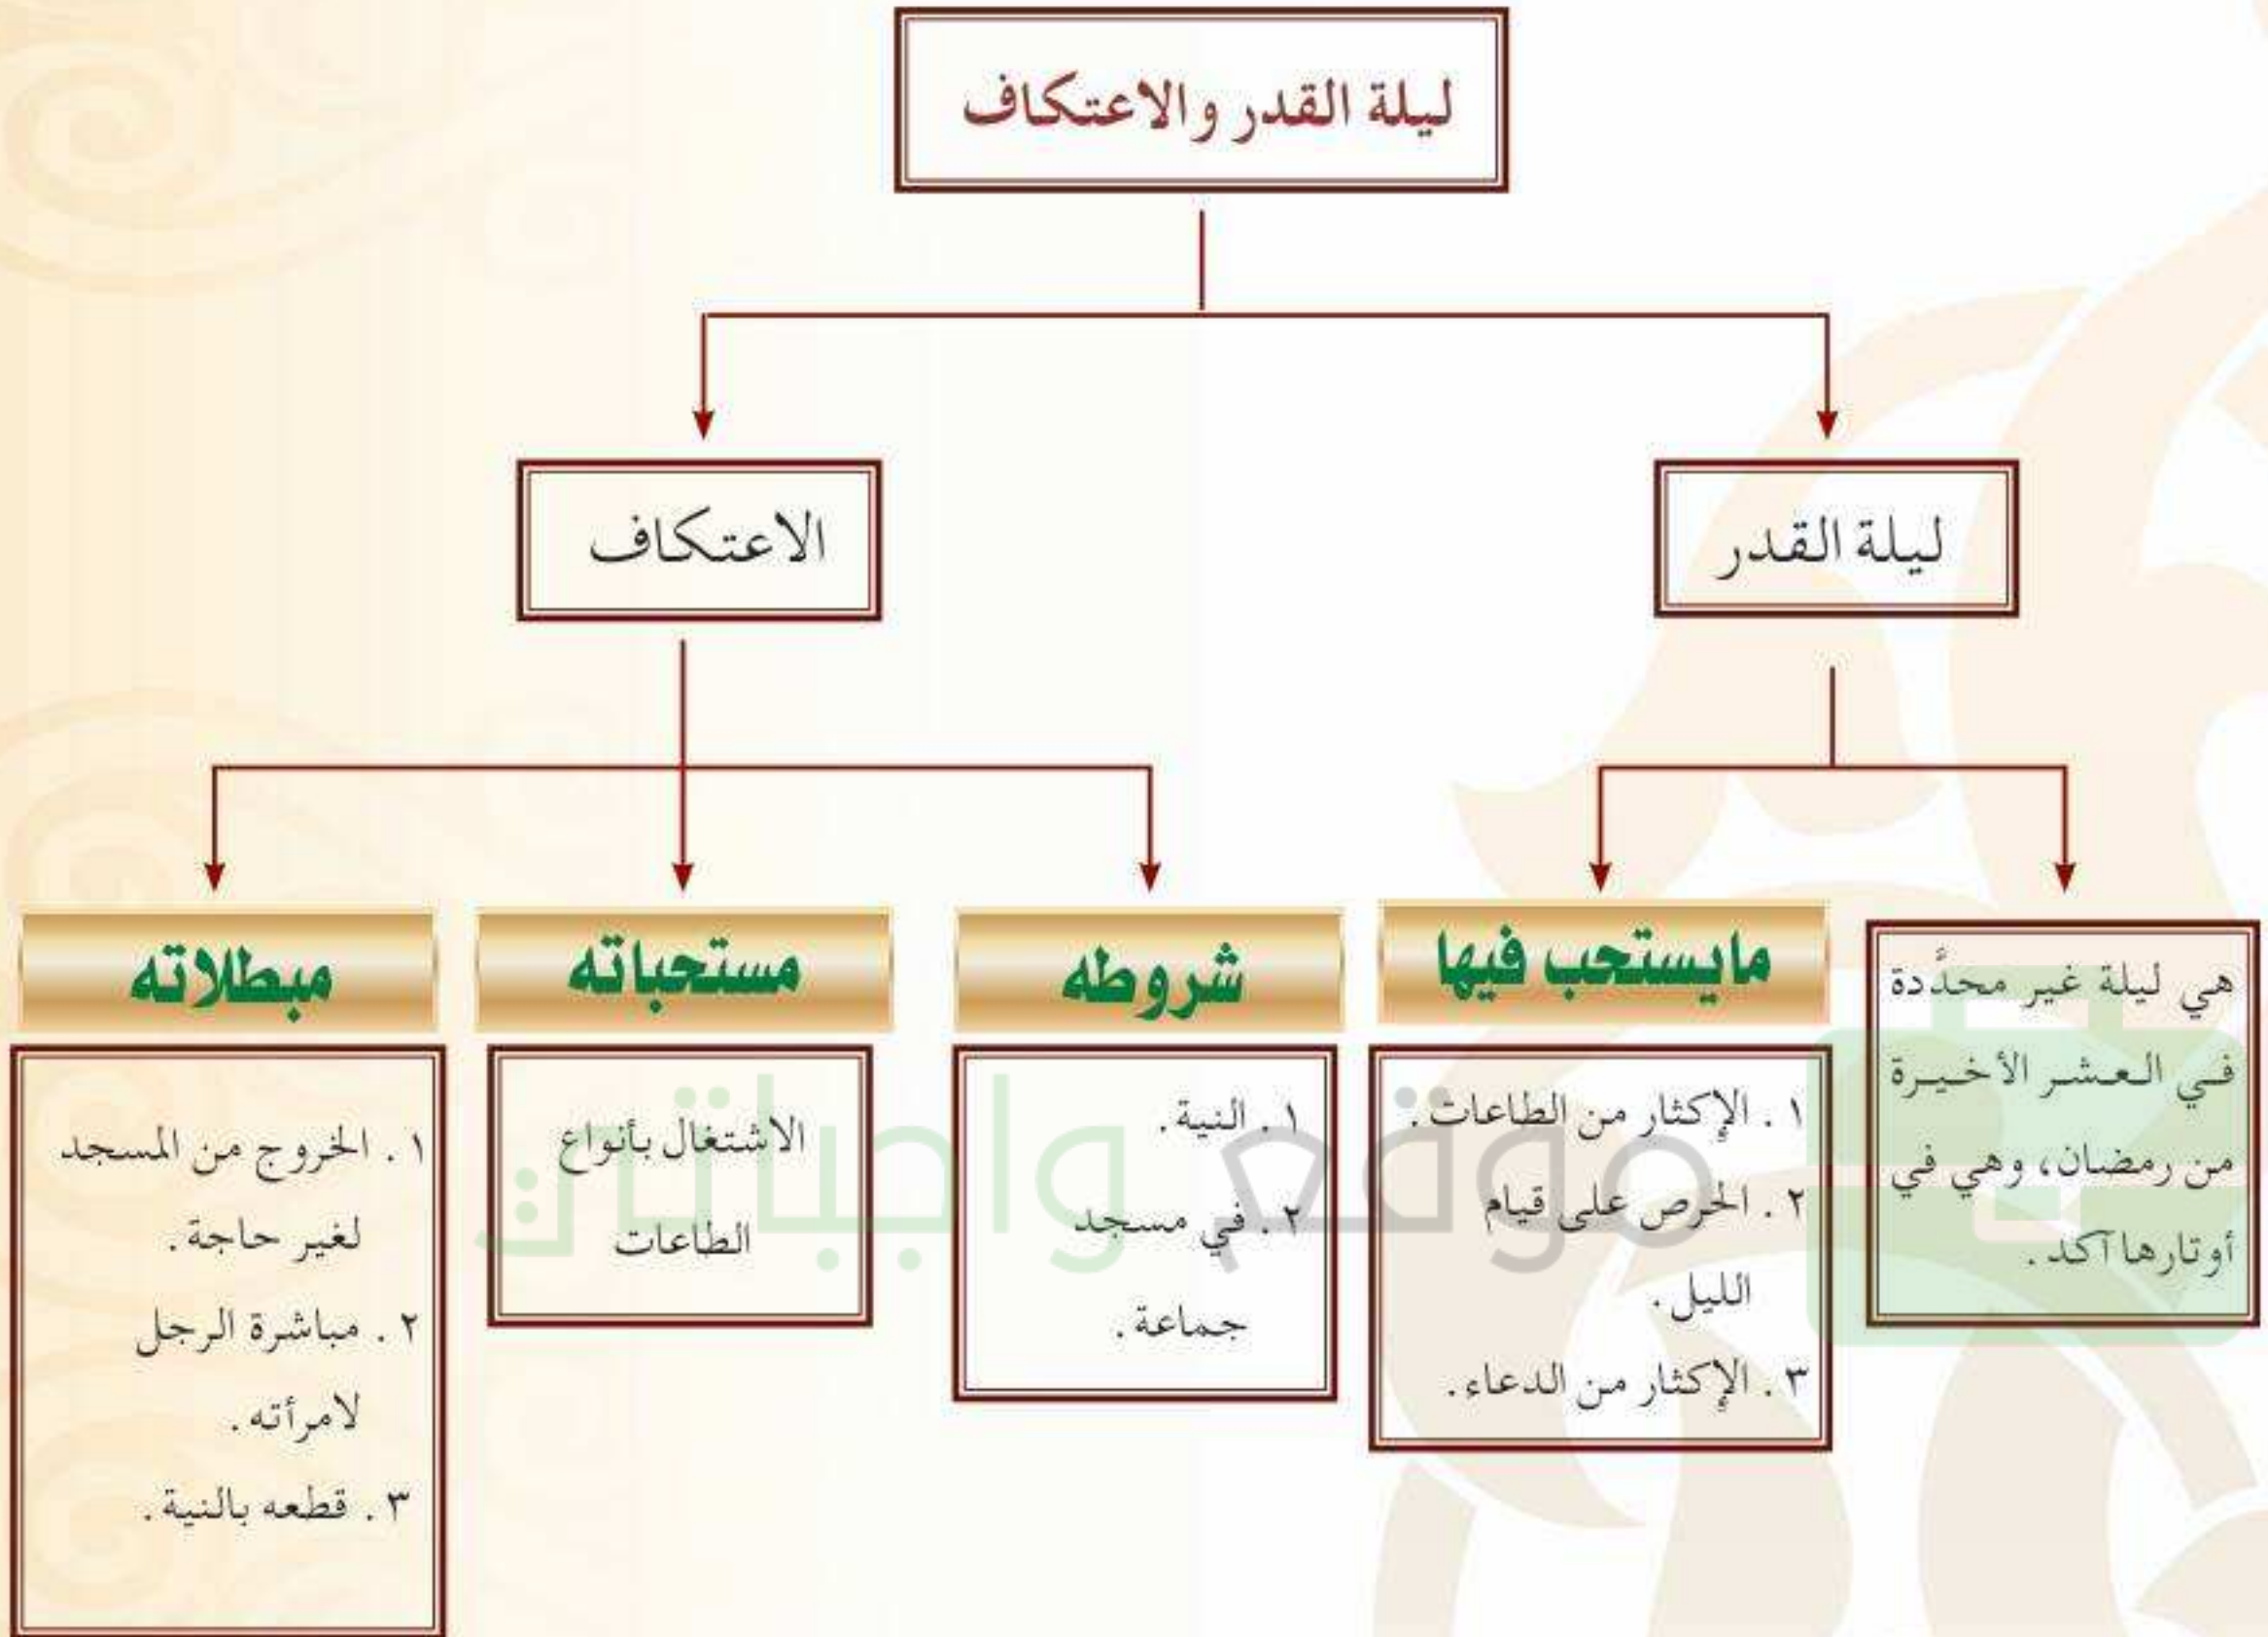 ليلة القدر والاعتكاف
ليلة القدر
الاعتكاف
هي ليلة غير محدَّدة
في العشر الأخيرة
من رمضان، وهي في
أوتارها آكد.
مايستحب فيها
١. الإكثار من الطاعات.
٢. الحرص على قيام
الليل.
٣. الإكثار من الدعاء.
شروطه
١. النية.
٢. في مسجد
جماعة.
مستحباته
الاشتغال بأنواع
الطاعات
مبطلاته
١. الخروج من المسجد
لغير حاجة.
٢. مباشرة الرجل
لامرأته.
٣. قطعه بالنية.
موقع واجباتك